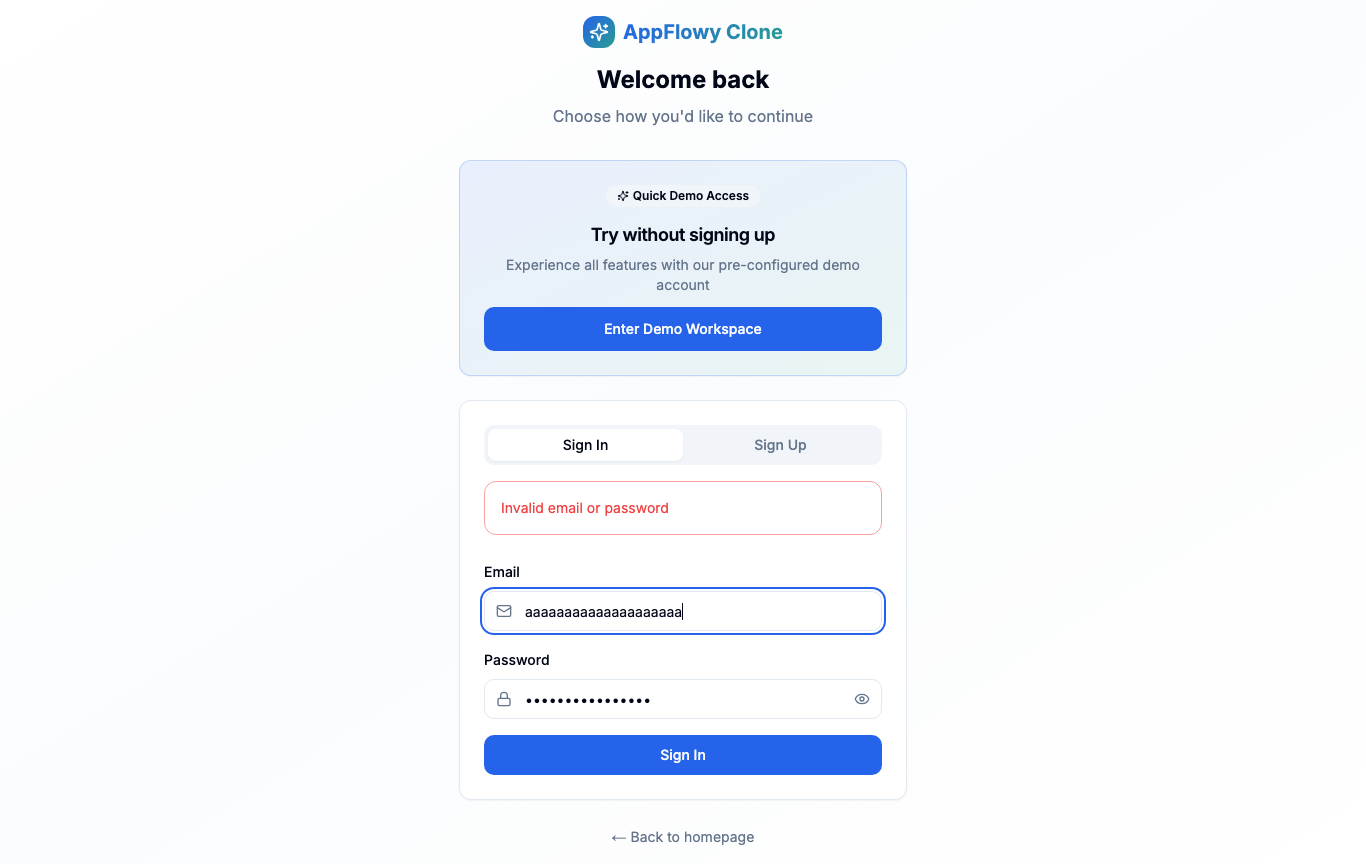 AppFlowy Clone
Welcome back
Choose how you'd like to continue
Quick Demo Access
Try without signing up
Experience all features with our pre-configured demo
account
Enter Demo Workspace
Sign In
Sign Up
Invalid email or password
Email
aaaaaaaaaaaaaaaaaaaa
Password
••••••••••••••••
Sign In
← Back to homepage